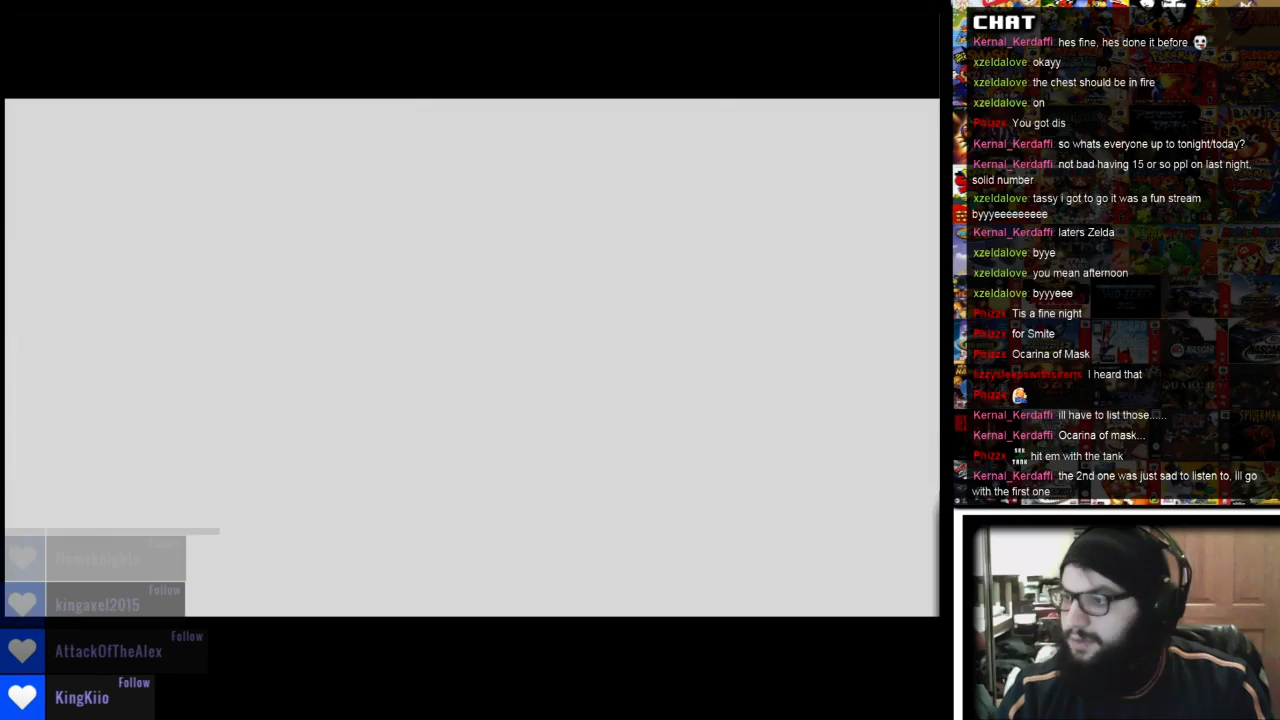 CHAT
Kernal_Kerdaffi: hes fine, hes done it before
xzeldalove: okayy
xzeldalove: the chest should be in fire
xzeldalove: on
Phizzx: You got dis
Kernal_Kerdaffi: so whats everyone up to tonight/today?
Kernal_Kerdaffi: not bad having 15 or so ppl on last night,
solid number
xzeldalove: tassy i got to go it was a fun stream
byyyeeeeeeeee
Kernal_Kerdaffi: laters Zelda
xzeldalove: byye
xzeldalove: you mean afternoon
xzeldalove: byyyeee
Phizzx: Tis a fine night
Phizzx: for Smite
Phizzx: Ocarina of Mask
I heard that
Phizzx:
Kernal_Kerdaffi: ill have to list those.....
Kernal_Kerdaffi: Ocarina of mask...
Phizzx: hit em with the tank
Kernal_Kerdaffi: the 2nd one was just sad to listen to, ill go
with the first one
Follow
kingaxel2015
Follow
AttackOfTheAlex
Follow
KingKiio